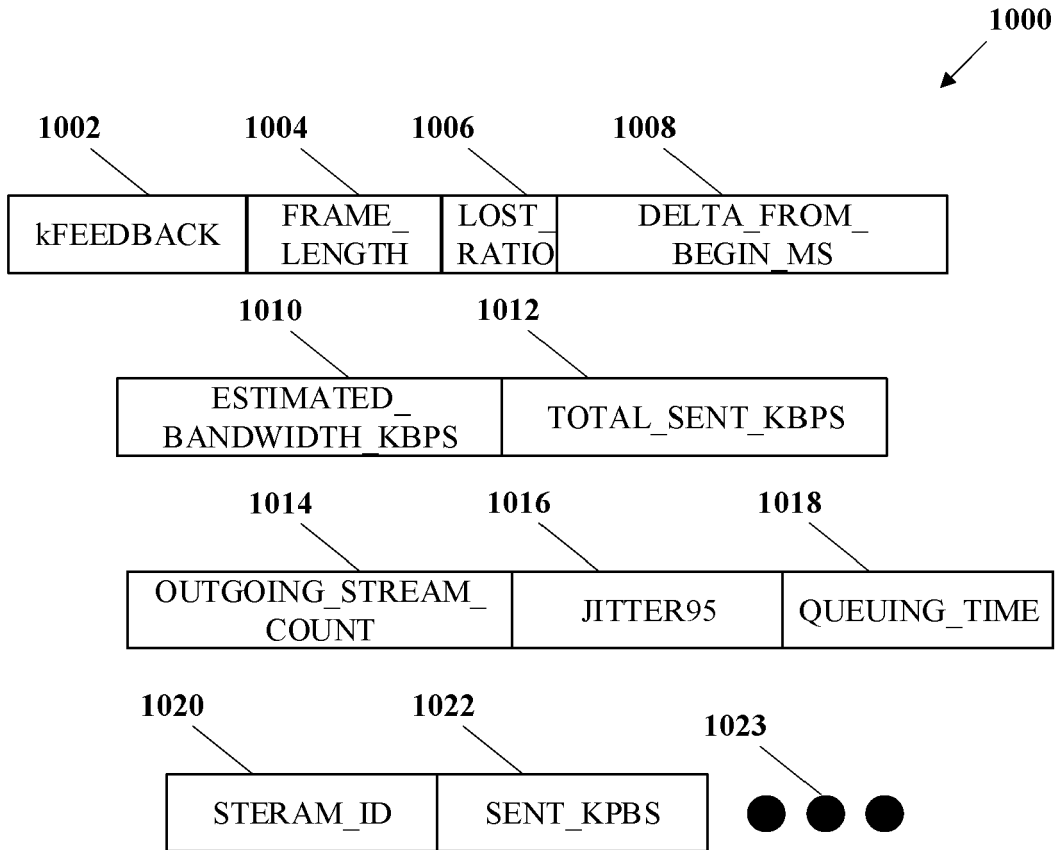 1000
1002 1004 1006 1008
kFEEDBACK
FRAME_
LENGTH
LOST_
RATIO
DELTA_FROM_
BEGIN_MS
1010 1012
ESTIMATED_
BANDWIDTH_KBPS
TOTAL_SENT_KBPS
1014 1016 1018
OUTGOING_STREAM_
COUNT
JITTER95
QUEUING_TIME
1020 1022 1023
STERAM_ID
SENT_KPBS